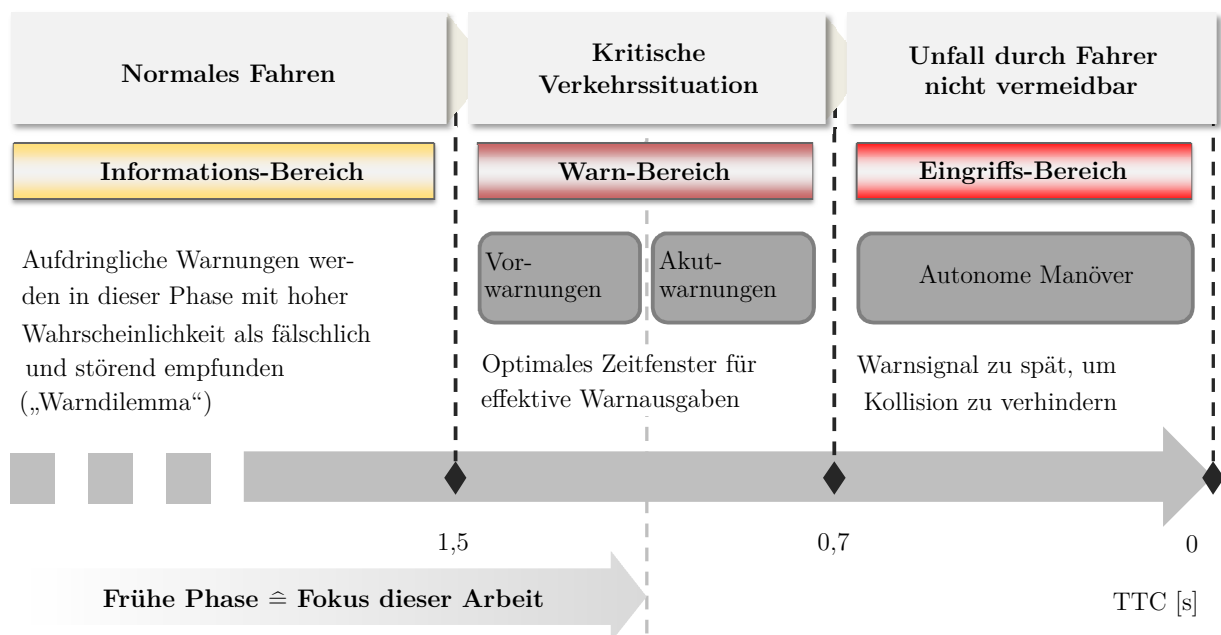 Normales Fahren
Kritische
Verkehrssituation
Unfall durch Fahrer
nicht vermeidbar
Informations-Bereich
Warn-Bereich
Eingriffs-Bereich
Aufdringliche Warnungen wer-
den in dieser Phase mit hoher
Wahrscheinlichkeit als fälschlich
und störend empfunden
(„Warndilemma“)
Vor-
warnungen
Akut-
warnungen
Autonome Manöver
Optimales Zeitfenster für
effektive Warnausgaben
Warnsignal zu spät, um
Kollision zu verhindern
1,5
0,7
0
Frühe Phase ≙ Fokus dieser Arbeit
TTC [s]